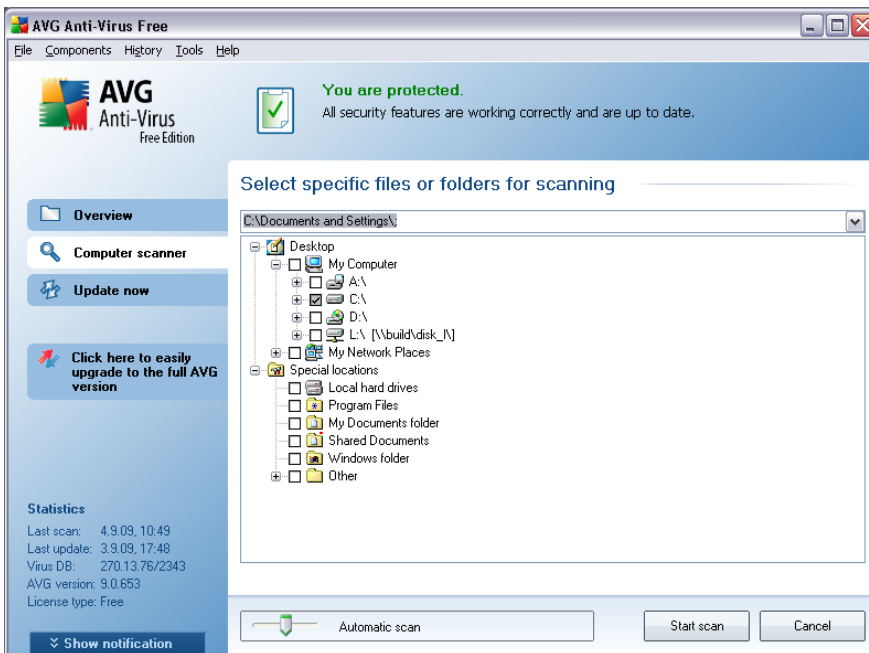 AVG Anti-Virus Free
File Components History Tools Help
AVG
Anti-Virus
Free Edition
You are protected.
All security features are working correctly and are up to date.
Overview
Computer scanner
Update now
Click here to easily
upgrade to the full AVG
version
Statistics
Last scan: 4.9.09, 10:49
Last update: 3.9.09, 17:48
Virus DB: 270.13.76/2343
AVG version: 9.0.653
License type: Free
Show notification
Select specific files or folders for scanning
C:\Documents and Settings\;
Desktop
My Computer
A:\
C:\
D:\
L:\ [\\build\disk_l\]
My Network Places
Special locations
Local hard drives
Program Files
My Documents folder
Shared Documents
Windows folder
Other
Automatic scan
Start scan
Cancel